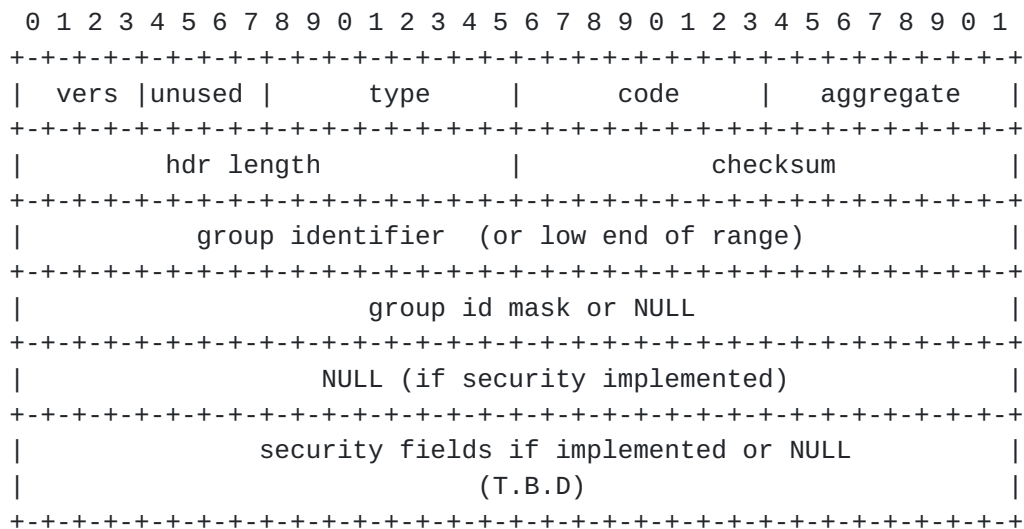 0 1 2 3 4 5 6 7 8 9 0 1 2 3 4 5 6 7 8 9 0 1 2 3 4 5 6 7 8 9 0 1
+-+-+-+-+-+-+-+-+-+-+-+-+-+-+-+-+-+-+-+-+-+-+-+-+-+-+-+-+-+-+-+-+
|  vers |unused |      type     |      code     |   aggregate   |
+-+-+-+-+-+-+-+-+-+-+-+-+-+-+-+-+-+-+-+-+-+-+-+-+-+-+-+-+-+-+-+-+
|         hdr length            |            checksum           |
+-+-+-+-+-+-+-+-+-+-+-+-+-+-+-+-+-+-+-+-+-+-+-+-+-+-+-+-+-+-+-+-+
|           group identifier  (or low end of range)             |
+-+-+-+-+-+-+-+-+-+-+-+-+-+-+-+-+-+-+-+-+-+-+-+-+-+-+-+-+-+-+-+-+
|                      group id mask or NULL                    |
+-+-+-+-+-+-+-+-+-+-+-+-+-+-+-+-+-+-+-+-+-+-+-+-+-+-+-+-+-+-+-+-+
|                   NULL (if security implemented)              |
+-+-+-+-+-+-+-+-+-+-+-+-+-+-+-+-+-+-+-+-+-+-+-+-+-+-+-+-+-+-+-+-+
|               security fields if implemented or NULL          |
|                             (T.B.D)                           |
+-+-+-+-+-+-+-+-+-+-+-+-+-+-+-+-+-+-+-+-+-+-+-+-+-+-+-+-+-+-+-+-+